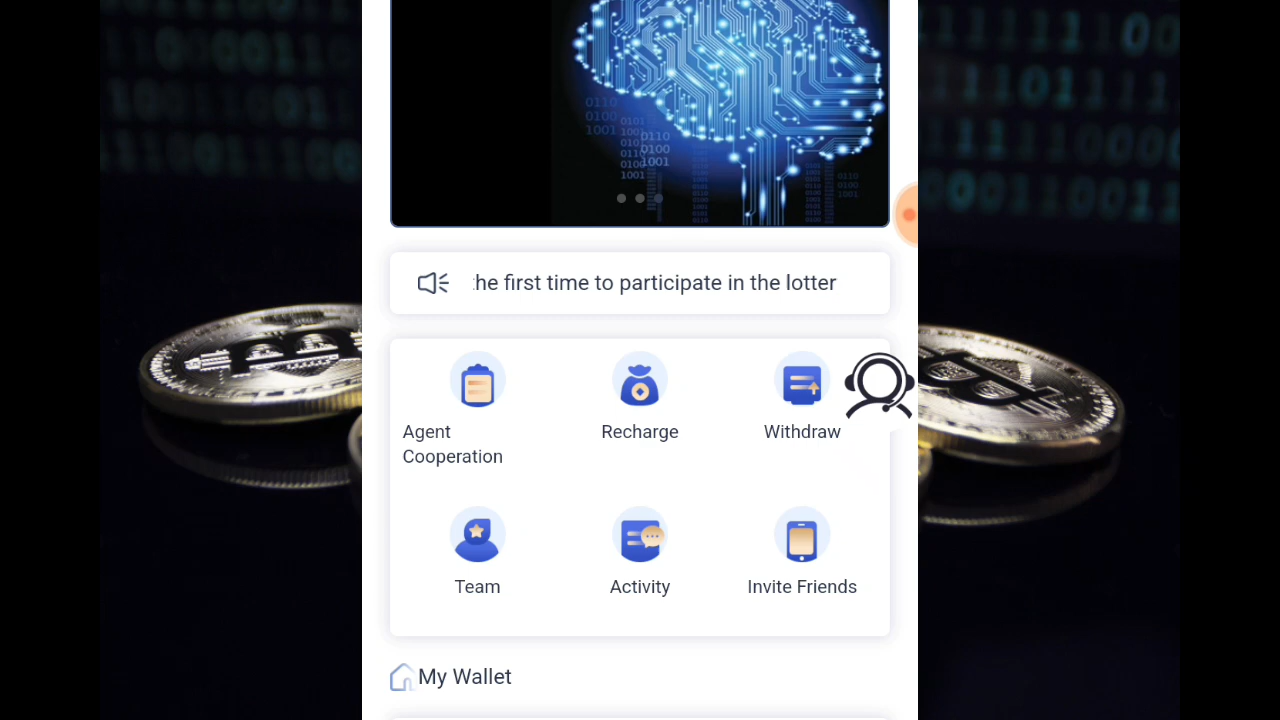 he first time to participate in the lotter
Agent
Cooperation
Recharge
Withdraw
Team
Activity
Invite Friends
My Wallet